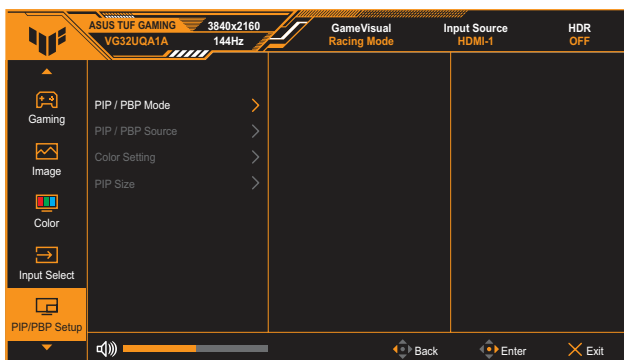 ASUS TUF GAMING 3840x2160
VG32UQA1A 144Hz
GameVisual Input Source HDR
Racing Mode HDMI-1 OFF
Gaming
Image
Color
Input Select
PIP/PBP Setup
PIP / PBP Mode
PIP / PBP Source
Color Setting
PIP Size
Back Enter Exit